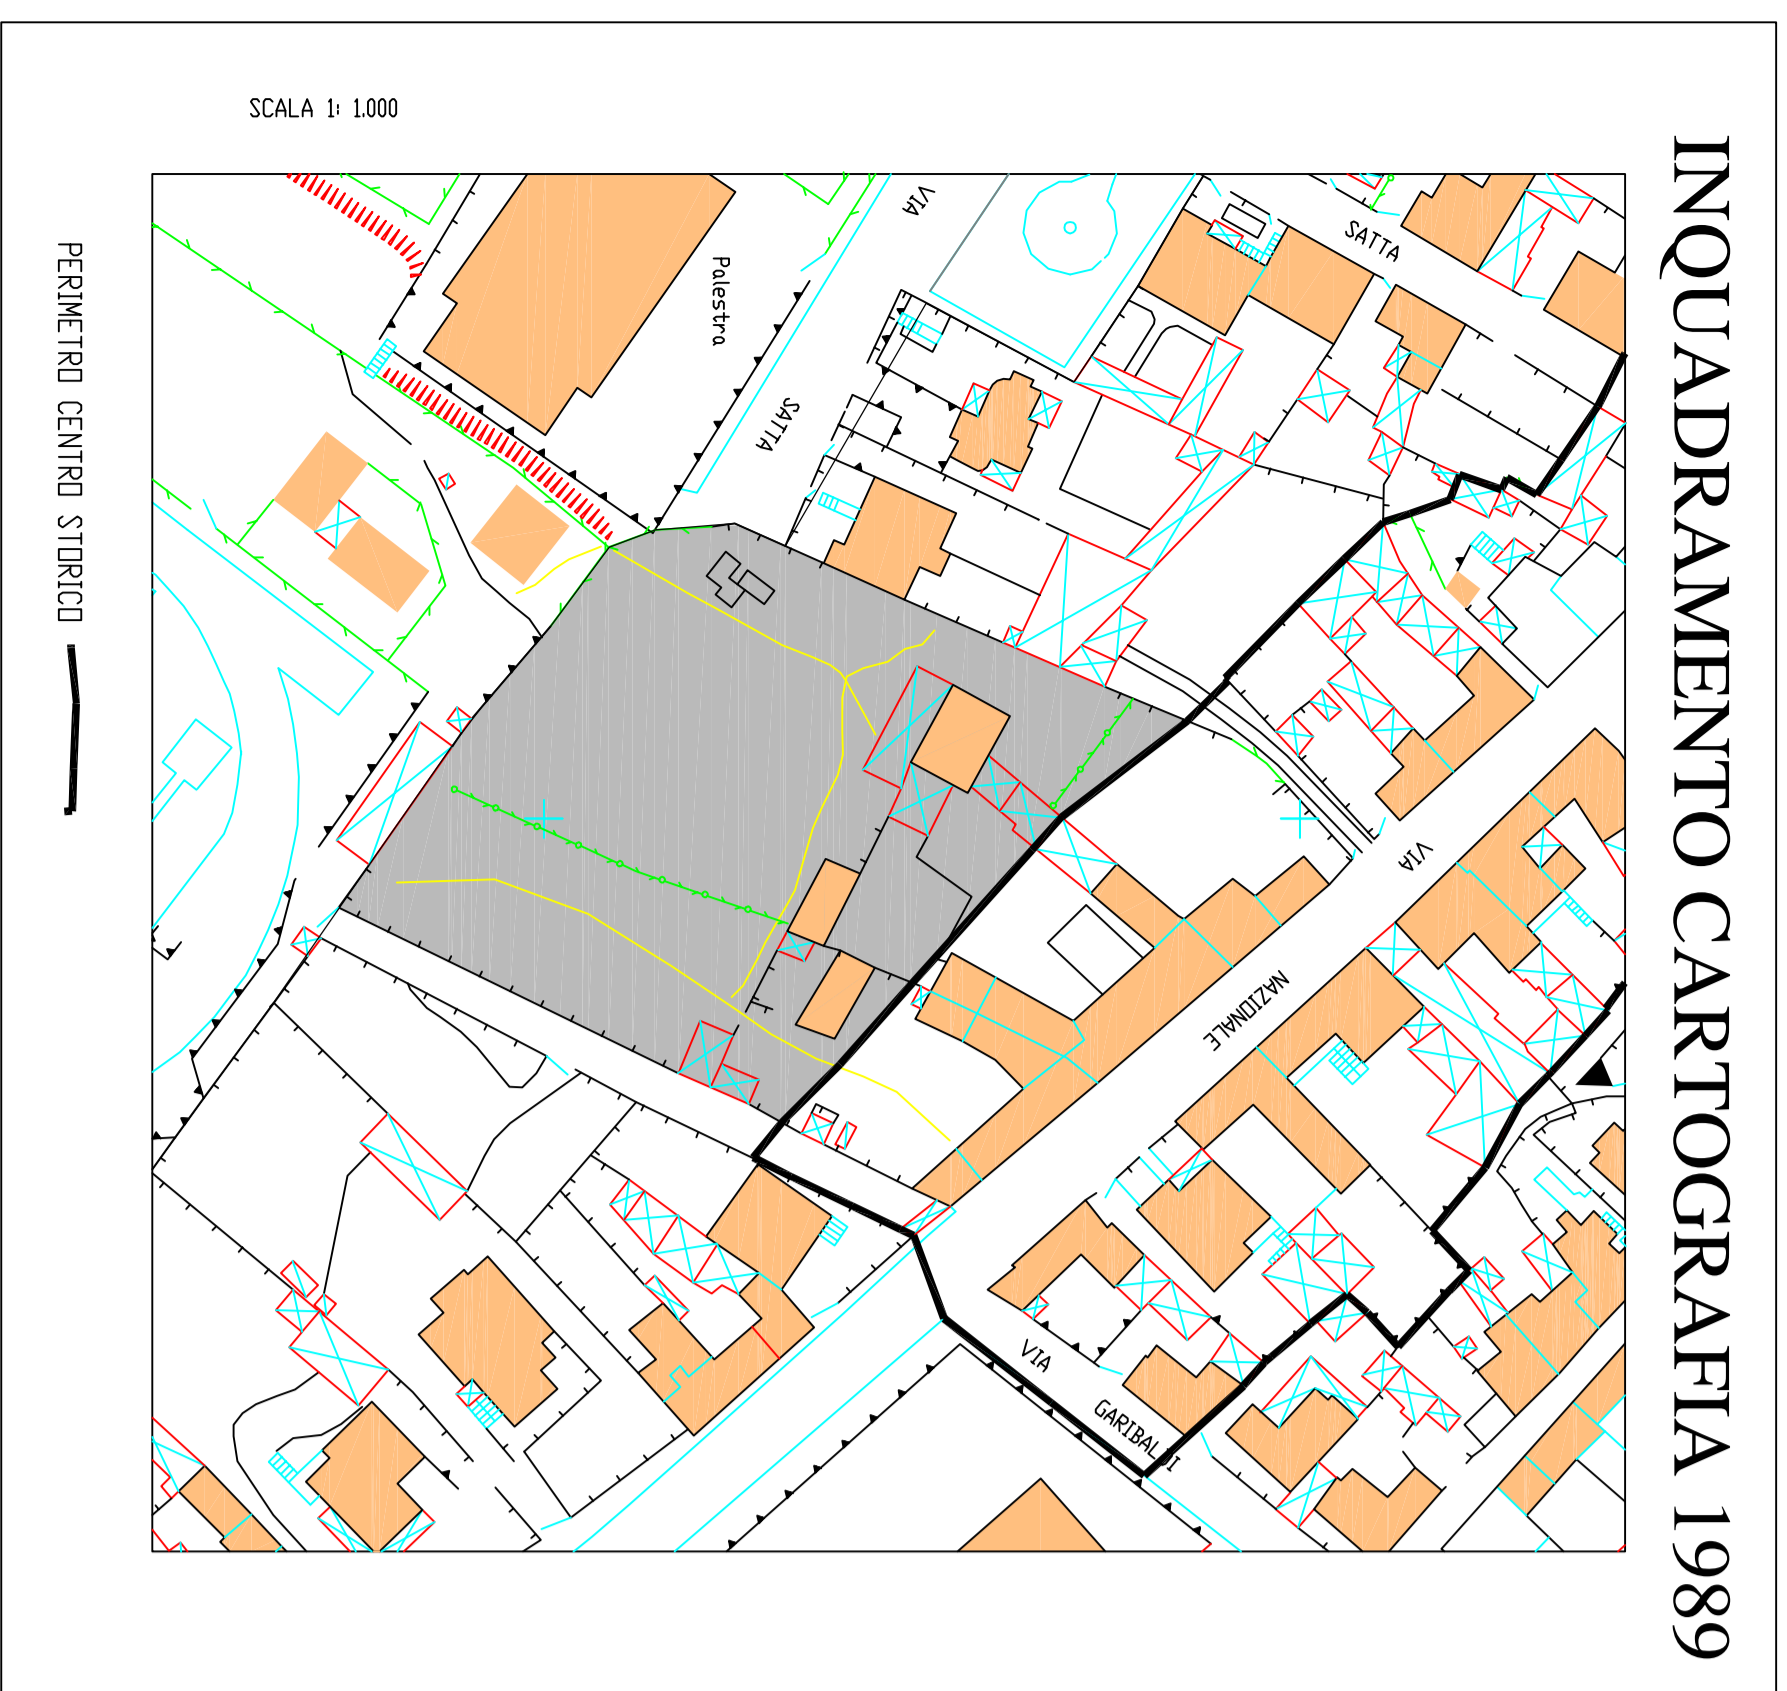 INQUADRAMENTO CARTOGRAFIA 1989
SCALA 1: 1.000
VIA
SATTA
Palestra
SATTA
VIA
NAZIONALE
VIA
GARIBALDI
PERIMETRO CENTRO STORICO